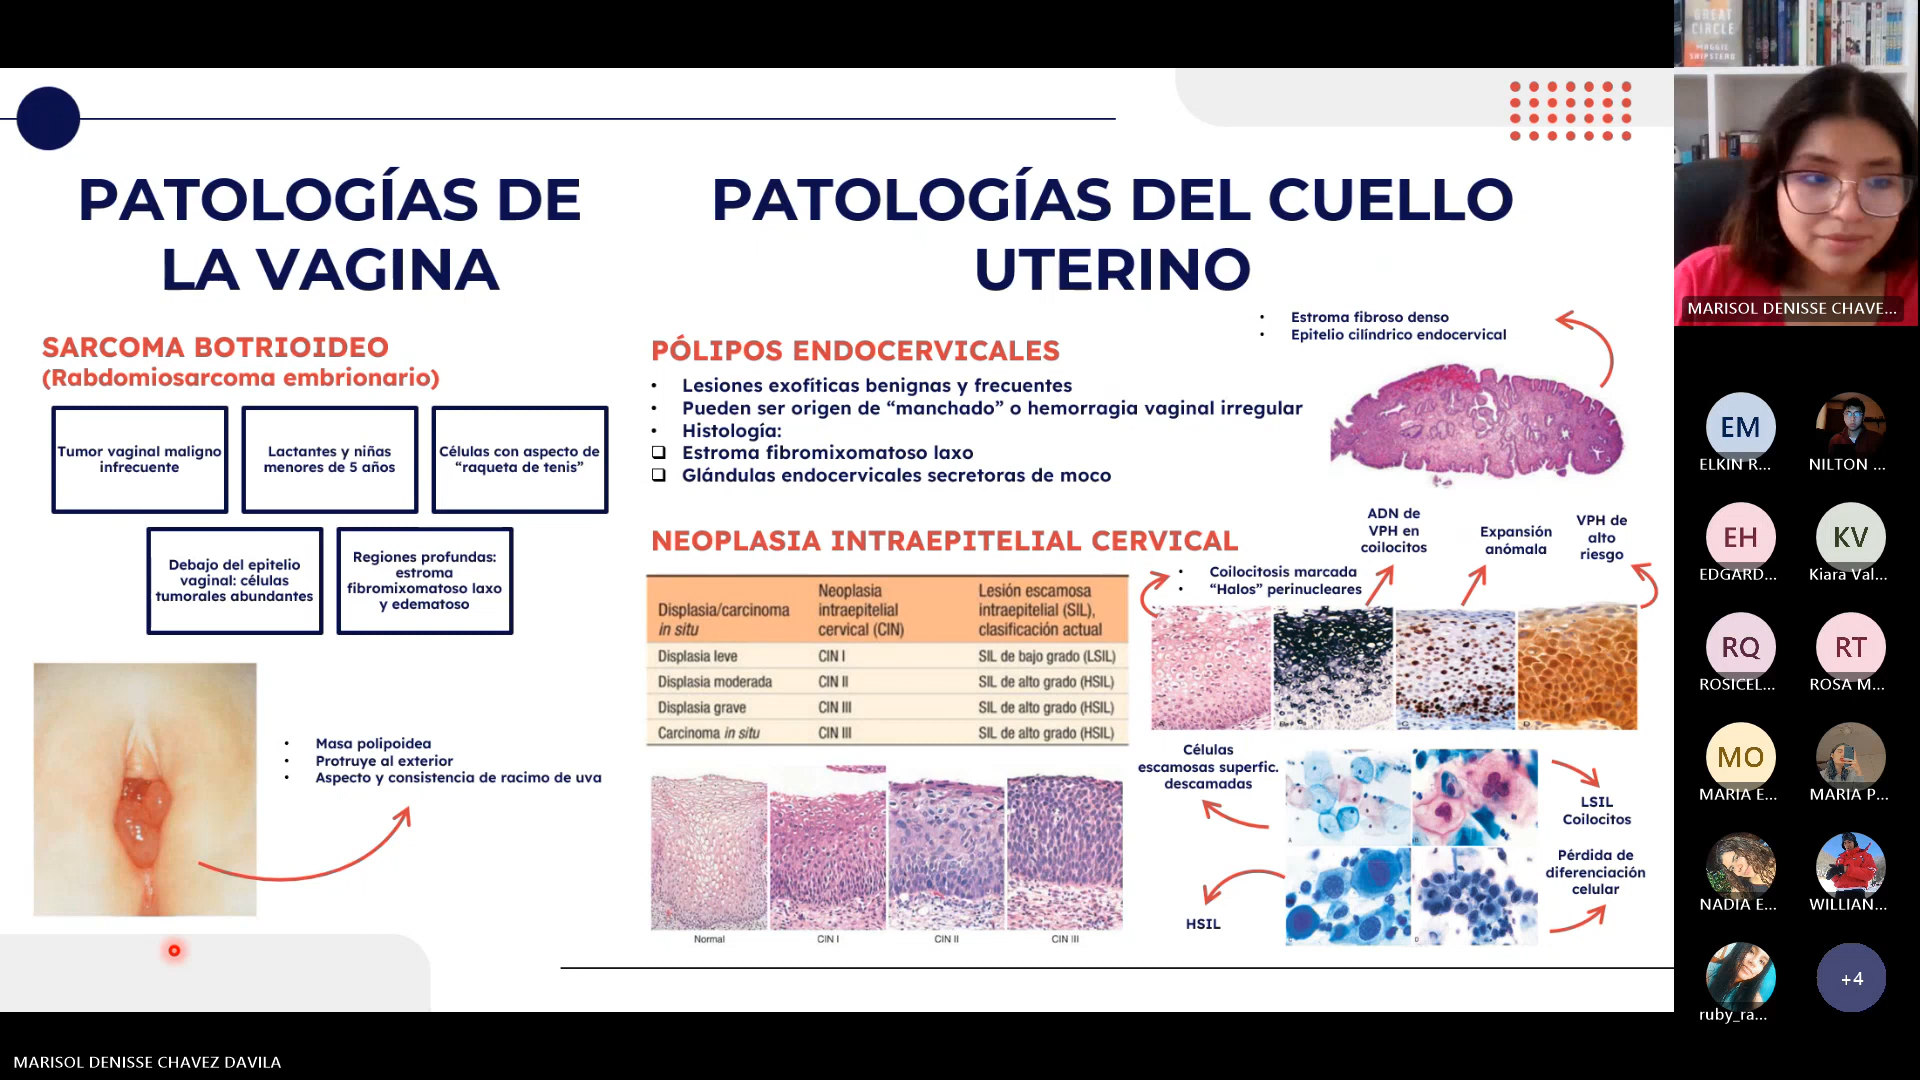 PATOLOGÍAS DE
LA VAGINA
SARCOMA BOTRIOIDEO
(Rabdomiosarcoma embrionario)
Tumor vaginal maligno
infrecuente
Lactantes y niñas
menores de 5 años
Células con aspecto de
“raqueta de tenis”
Debajo del epitelio
vaginal: células
tumorales abundantes
Regiones profundas:
estroma
fibromixomatoso laxo
y edematoso
• Masa polipoidea
• Protruye al exterior
• Aspecto y consistencia de racimo de uva
PATOLOGÍAS DEL CUELLO
UTERINO
PÓLIPOS ENDOCERVICALES
• Lesiones exofíticas benignas y frecuentes
• Pueden ser origen de “manchado” o hemorragia vaginal irregular
• Histología:
❑ Estroma fibromixomatoso laxo
❑ Glándulas endocervicales secretoras de moco
• Estroma fibroso denso
• Epitelio cilíndrico endocervical
NEOPLASIA INTRAEPITELIAL CERVICAL
Displasia/carcinoma
in situ
Neoplasia
intraepitelial
cervical (CIN)
Lesión escamosa
intraepitelial (SIL),
clasificación actual
Displasia leve CIN I SIL de bajo grado (LSIL)
Displasia moderada CIN II SIL de alto grado (HSIL)
Displasia grave CIN III SIL de alto grado (HSIL)
Carcinoma in situ CIN III SIL de alto grado (HSIL)
Normal
CIN I
CIN II
CIN III
• Coilocitosis marcada
• “Halos” perinucleares
ADN de
VPH en
coilocitos
Expansión
anómala
VPH de
alto
riesgo
Células
escamosas superfic.
descamadas
LSIL
Coilocitos
HSIL
Pérdida de
diferenciación
celular
GREAT
CIRCLE
MAGGIE
SHIPSTEAD
MARISOL DENISSE CHAVE...
EM
ELKIN R...
NILTON ...
EH
EDGARD...
KV
Kiara Val...
RQ
ROSICEL...
RT
ROSA M...
MO
MARIA E...
MARIA P...
NADIA E...
WILLIAN...
ruby_ra...
+4
MARISOL DENISSE CHAVEZ DAVILA